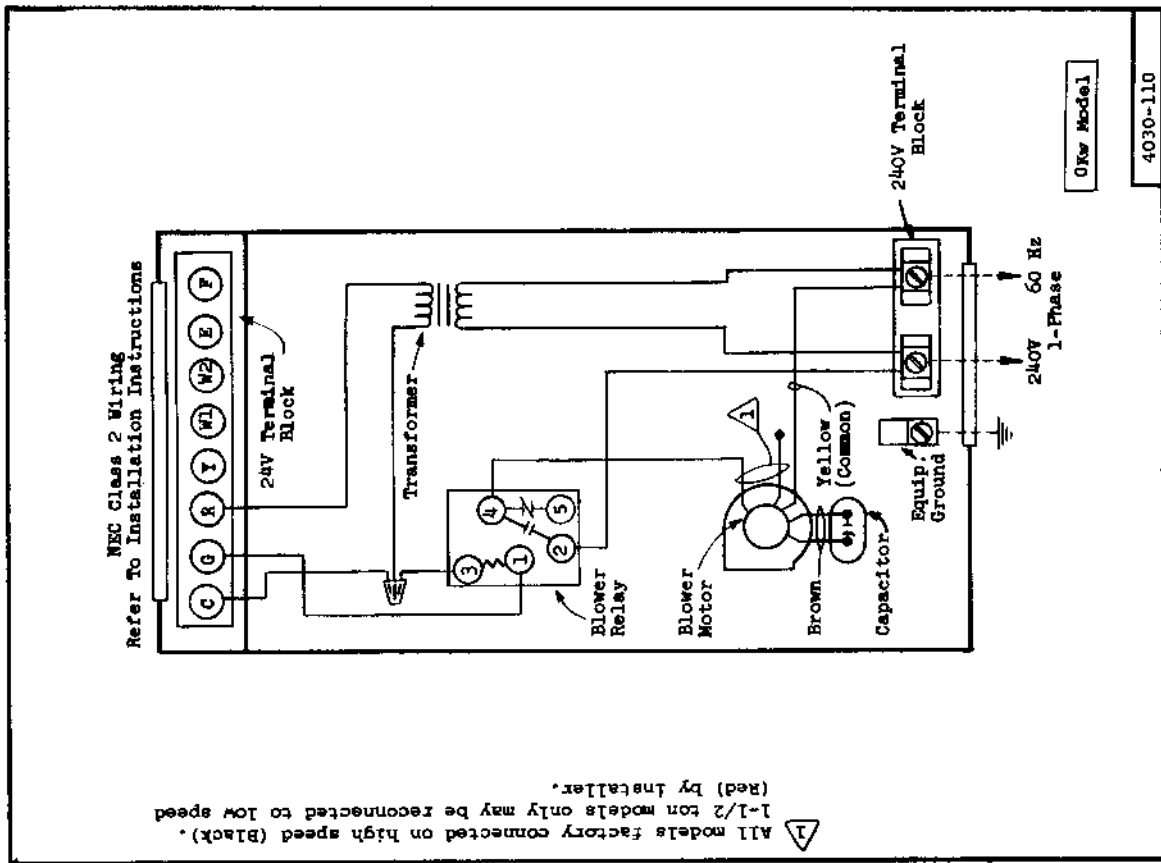 NEC Class 2 Wiring
Refer To Installation Instructions
C G R Y W1 W2 E F
24V Terminal
Block
Transformer
3 1 4 2 5
Blower
Relay
Blower
Motor
1
Yellow
(Common)
Brown
Capacitor
Equip.
Ground
240V Terminal
Block
240V 60 Hz
1-Phase
0Kw Model
4030-110
1 All models factory connected on high speed (Black).
1-1/2 ton models only may be reconnected to low speed
(Red) by installer.